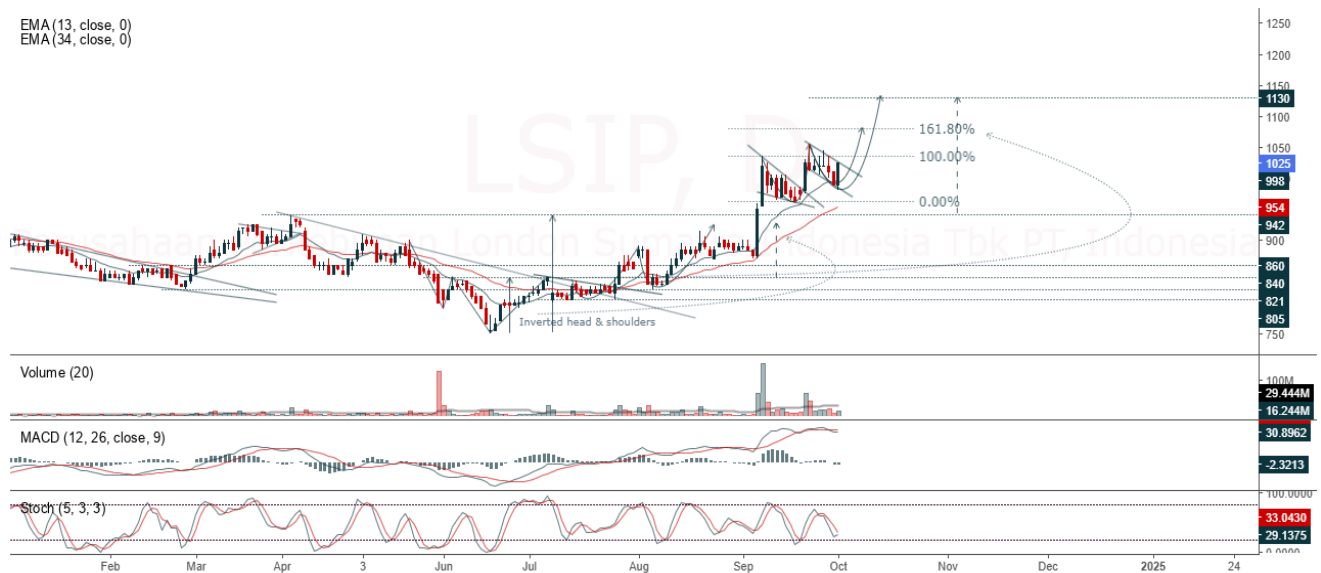 EMA (13, close, 0)
EMA (34, close, 0)
LSIP, D
1250
1200
1150
1130
1100
1050
1025
998
954
942
900
860
840
821
805
750
161.80%
100.00%
0.00%
Inverted head & shoulders
Volume (20)
100M
29.444M
16.244M
MACD (12, 26, close, 9)
30.8962
-2.3213
Stoch (5, 3, 3)
100.0000
33.0430
29.1375
0.0000
Feb Mar Apr 3 Jun Jul Aug Sep Oct Nov Dec 2025 24